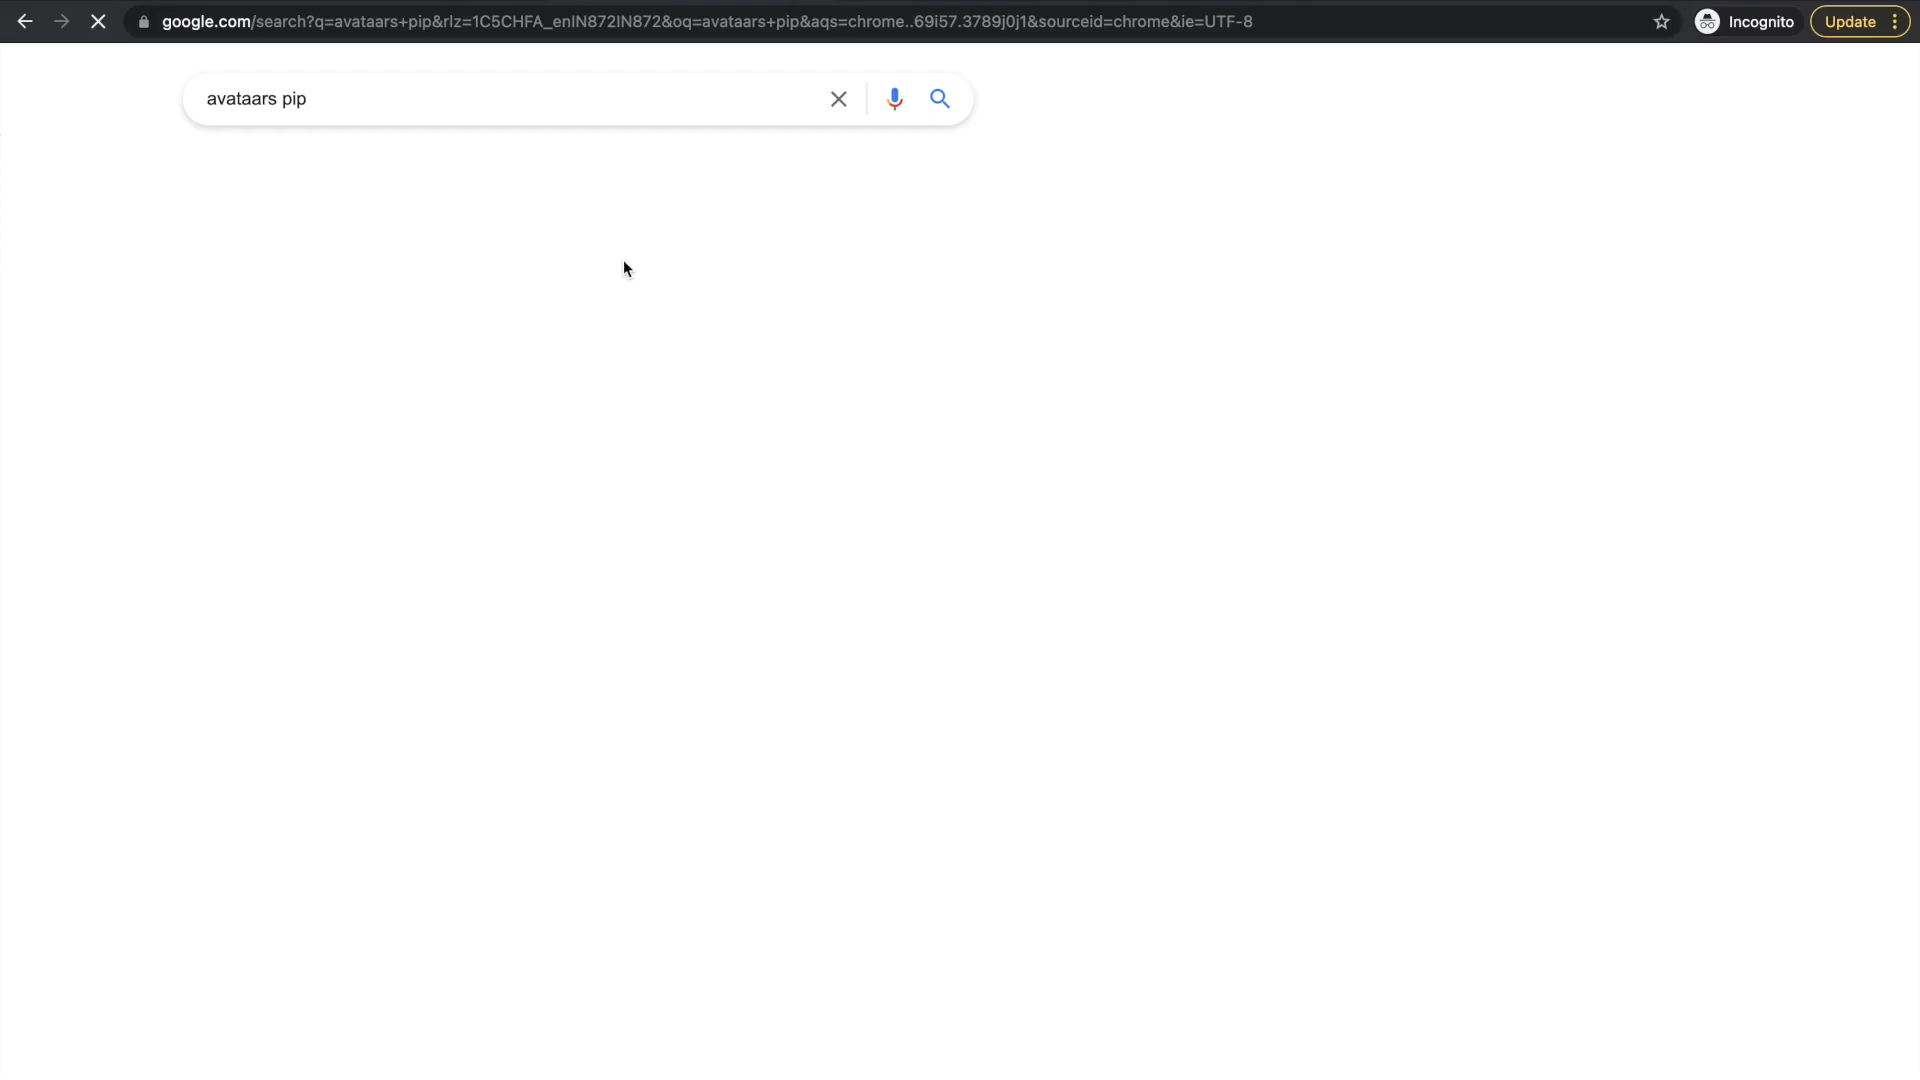 google.com/search?q=avataars+pip&rlz=1C5CHFA_enIN872IN872&oq=avataars+pip&aqs=chrome..69i57.3789j0j1&sourceid=chrome&ie=UTF-8
Incognito
Update
avataars pip